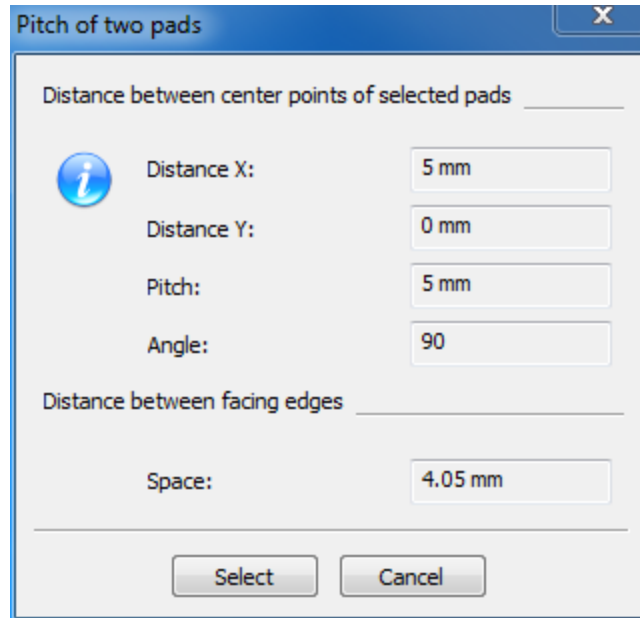 Pitch of two pads
X
Distance between center points of selected pads
i
Distance X: 5 mm
Distance Y: 0 mm
Pitch: 5 mm
Angle: 90
Distance between facing edges
Space: 4.05 mm
Select Cancel